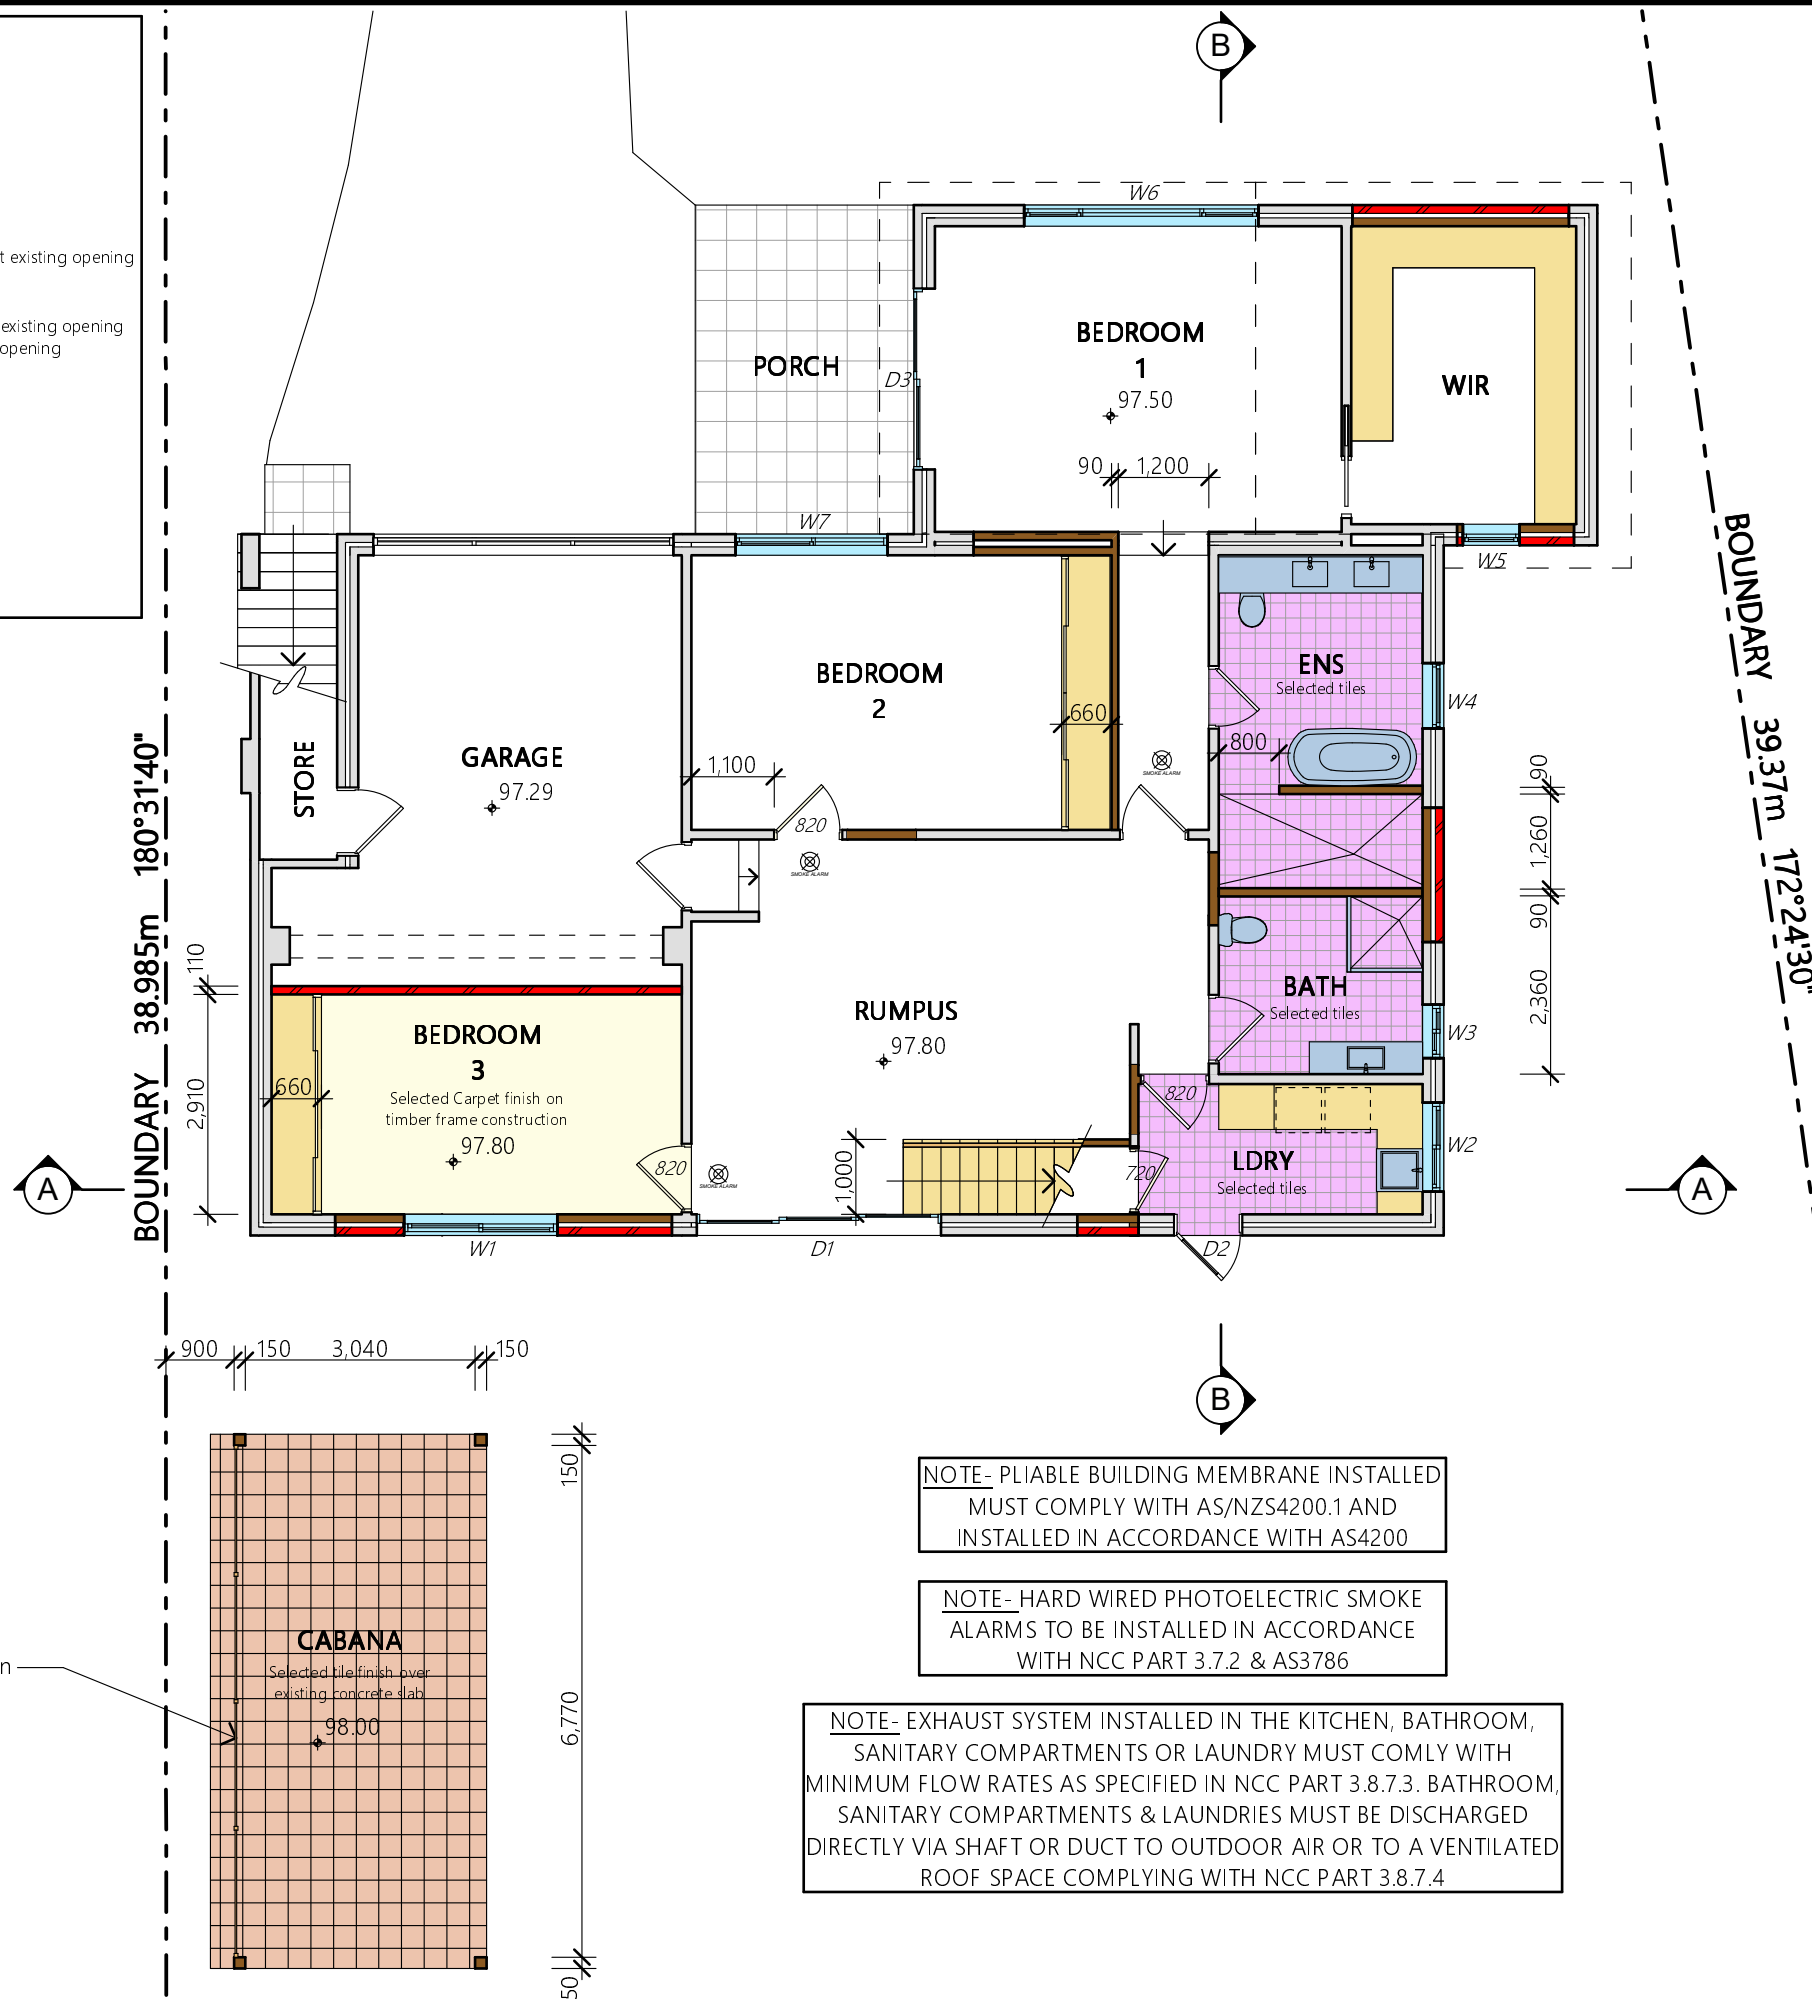 B
t existing opening
existing opening
opening
W6
PORCH
D3
BEDROOM
1
97.50
WIR
90
1,200
W7
W5
BOUNDARY 39.37m 172°24'30"
BOUNDARY 38.985m 180°31'40"
STORE
GARAGE
97.29
BEDROOM
2
660
1,100
820
SMOKE ALARM
SMOKE ALARM
ENS
Selected tiles
W4
800
90
1,260
90
2,360
110
2,910
BEDROOM
3
Selected Carpet finish on
timber frame construction
97.80
660
820
SMOKE ALARM
RUMPUS
97.80
BATH
Selected tiles
W3
820
LDRY
Selected tiles
720
W2
1,000
A
A
W1
D1
D2
900
150
3,040
150
B
150
6,770
50
n
CABANA
Selected tile finish over
existing concrete slab
98.00
NOTE- PLIABLE BUILDING MEMBRANE INSTALLED
MUST COMPLY WITH AS/NZS4200.1 AND
INSTALLED IN ACCORDANCE WITH AS4200
NOTE- HARD WIRED PHOTOELECTRIC SMOKE
ALARMS TO BE INSTALLED IN ACCORDANCE
WITH NCC PART 3.7.2 & AS3786
NOTE- EXHAUST SYSTEM INSTALLED IN THE KITCHEN, BATHROOM,
SANITARY COMPARTMENTS OR LAUNDRY MUST COMLY WITH
MINIMUM FLOW RATES AS SPECIFIED IN NCC PART 3.8.7.3. BATHROOM,
SANITARY COMPARTMENTS & LAUNDRIES MUST BE DISCHARGED
DIRECTLY VIA SHAFT OR DUCT TO OUTDOOR AIR OR TO A VENTILATED
ROOF SPACE COMPLYING WITH NCC PART 3.8.7.4